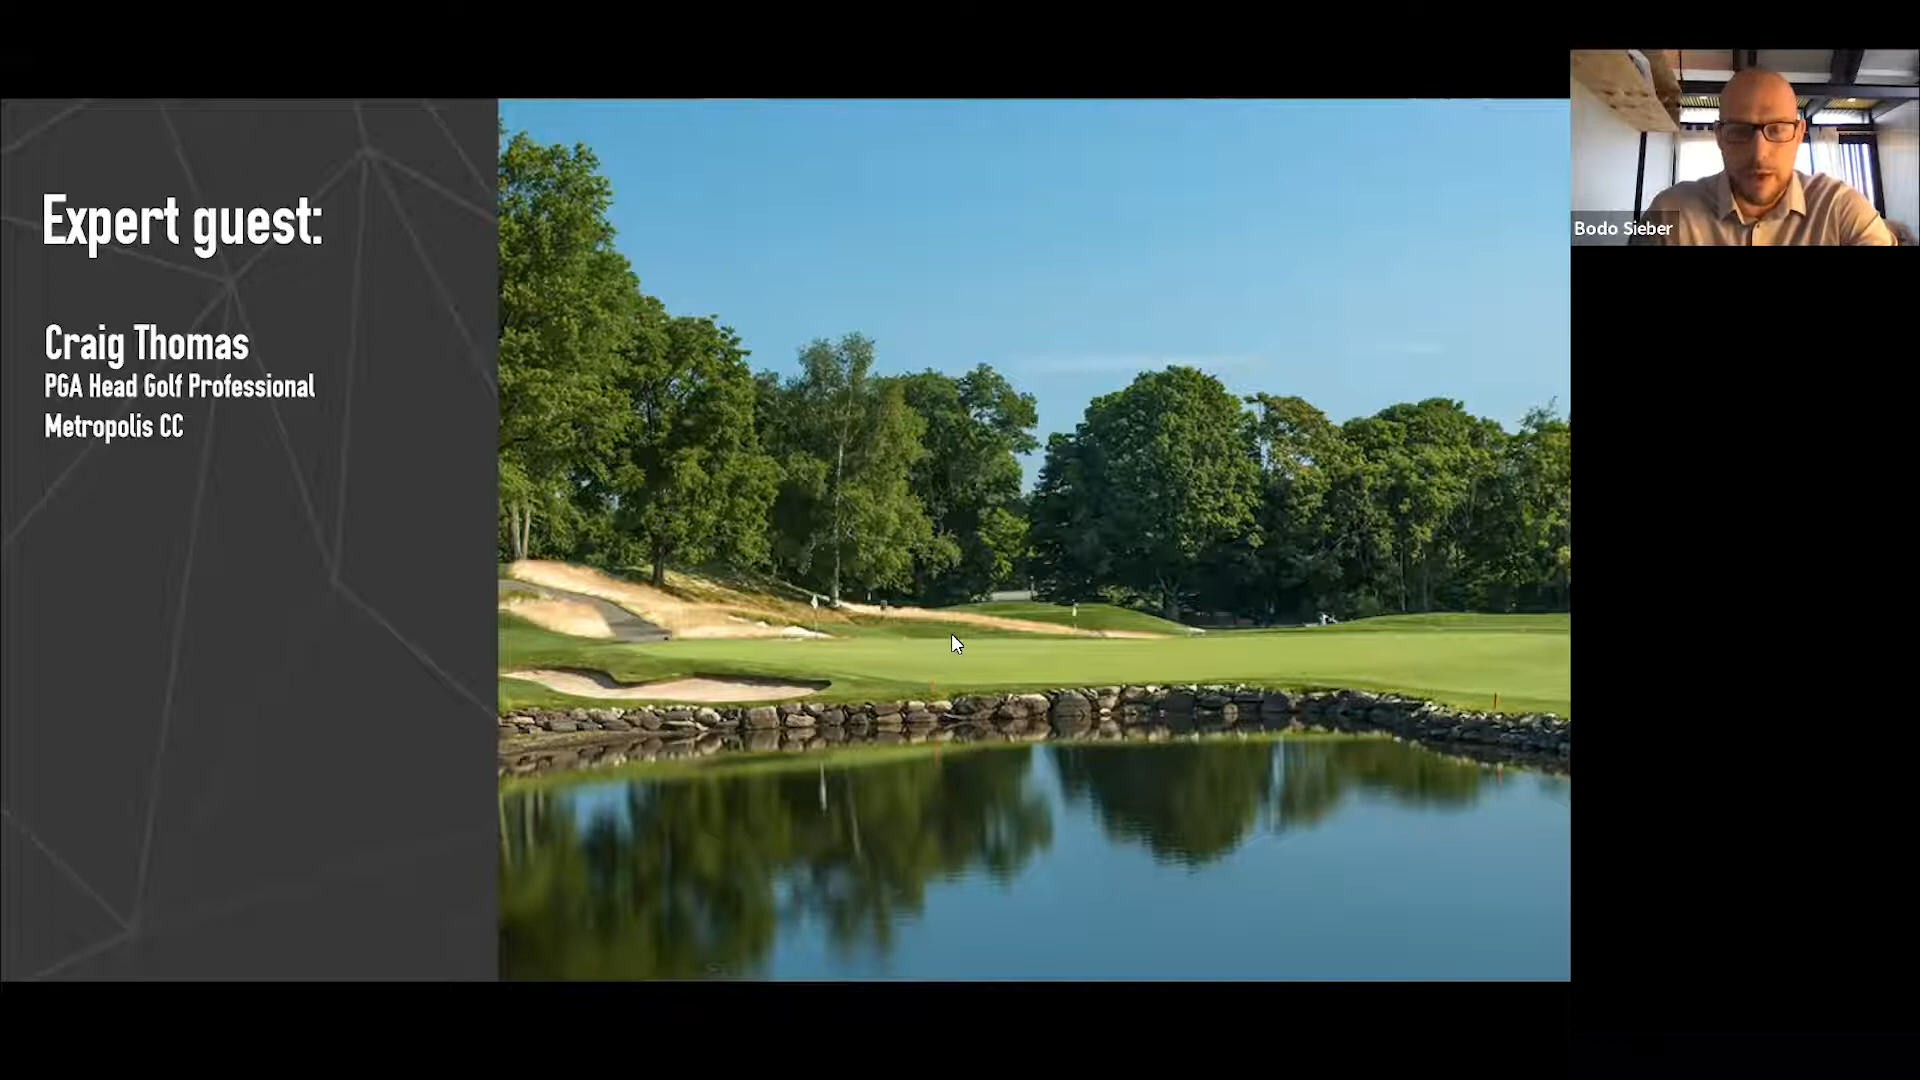 Expert guest:
Craig Thomas
PGA Head Golf Professional
Metropolis CC
Bodo Sieber